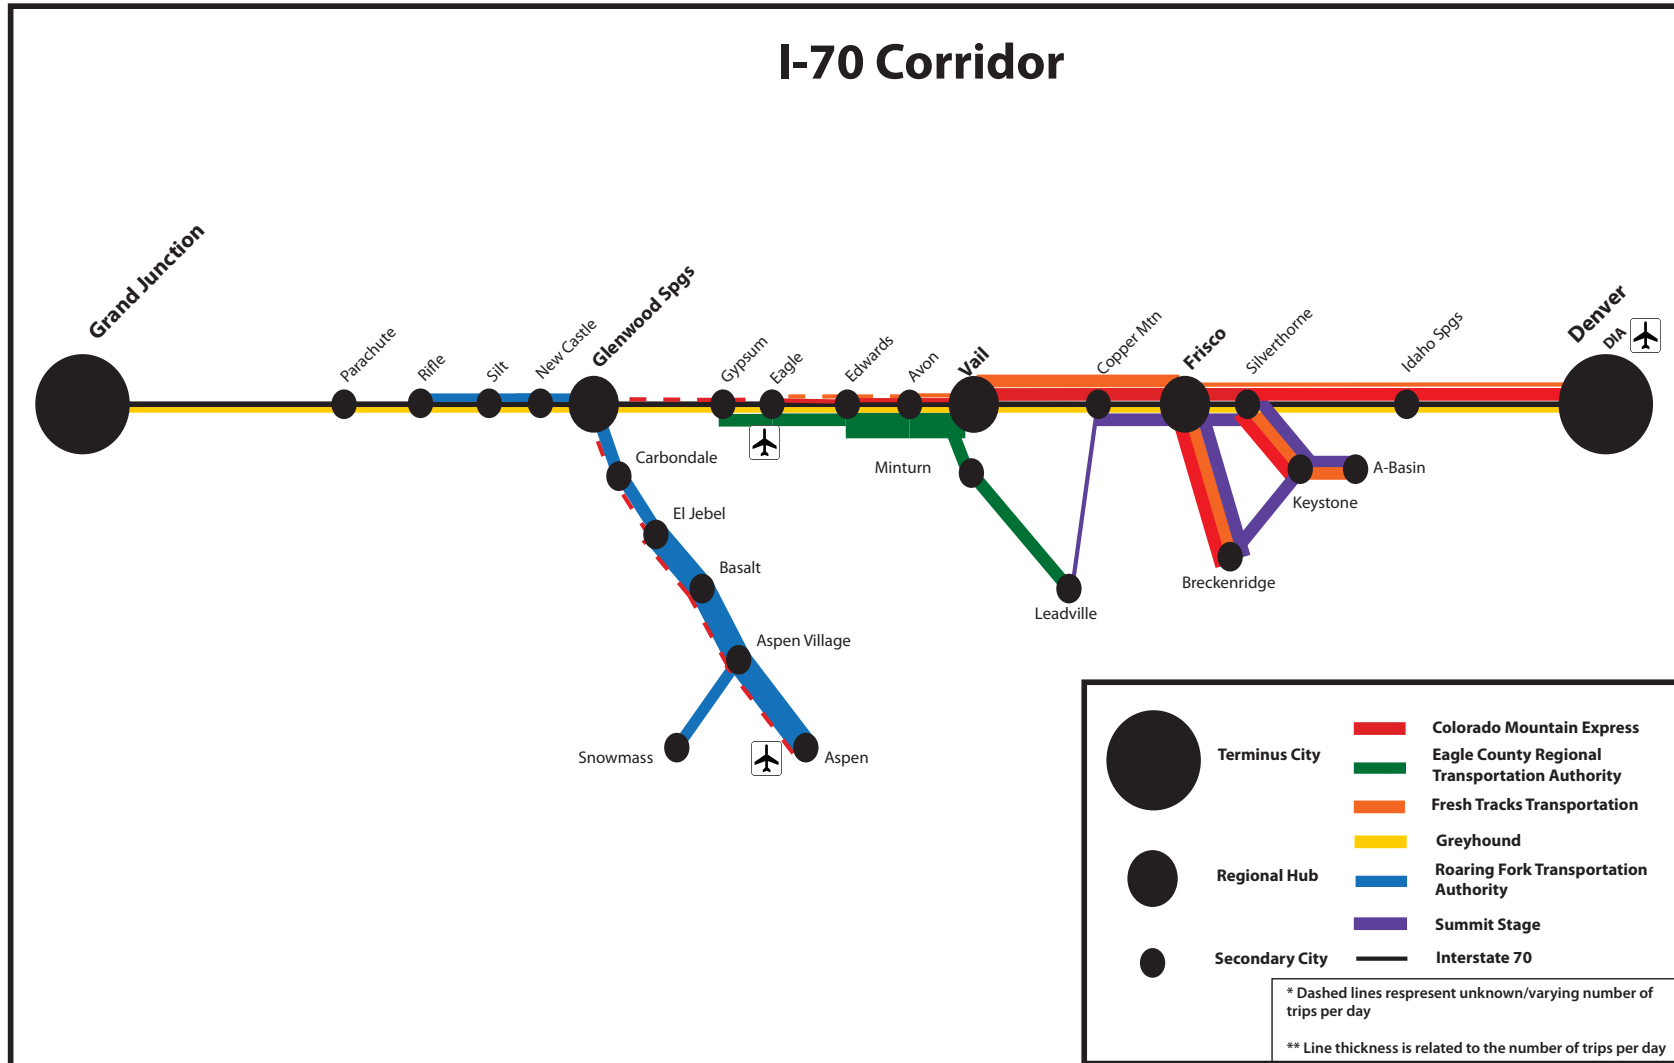 I-70 Corridor
Grand Junction
Parachute
Rifle
Silt
New Castle
Glenwood Spgs
Gypsum
Eagle
Edwards
Avon
Vail
Copper Mtn
Frisco
Silverthorne
Idaho Spgs
Denver
DIA
Carbondale
El Jebel
Basalt
Aspen Village
Snowmass
Aspen
Minturn
Leadville
Breckenridge
Keystone
A-Basin
Terminus City
Regional Hub
Secondary City
Colorado Mountain Express
Eagle County Regional
Transportation Authority
Fresh Tracks Transportation
Greyhound
Roaring Fork Transportation
Authority
Summit Stage
Interstate 70
* Dashed lines respresent unknown/varying number of
trips per day
** Line thickness is related to the number of trips per day